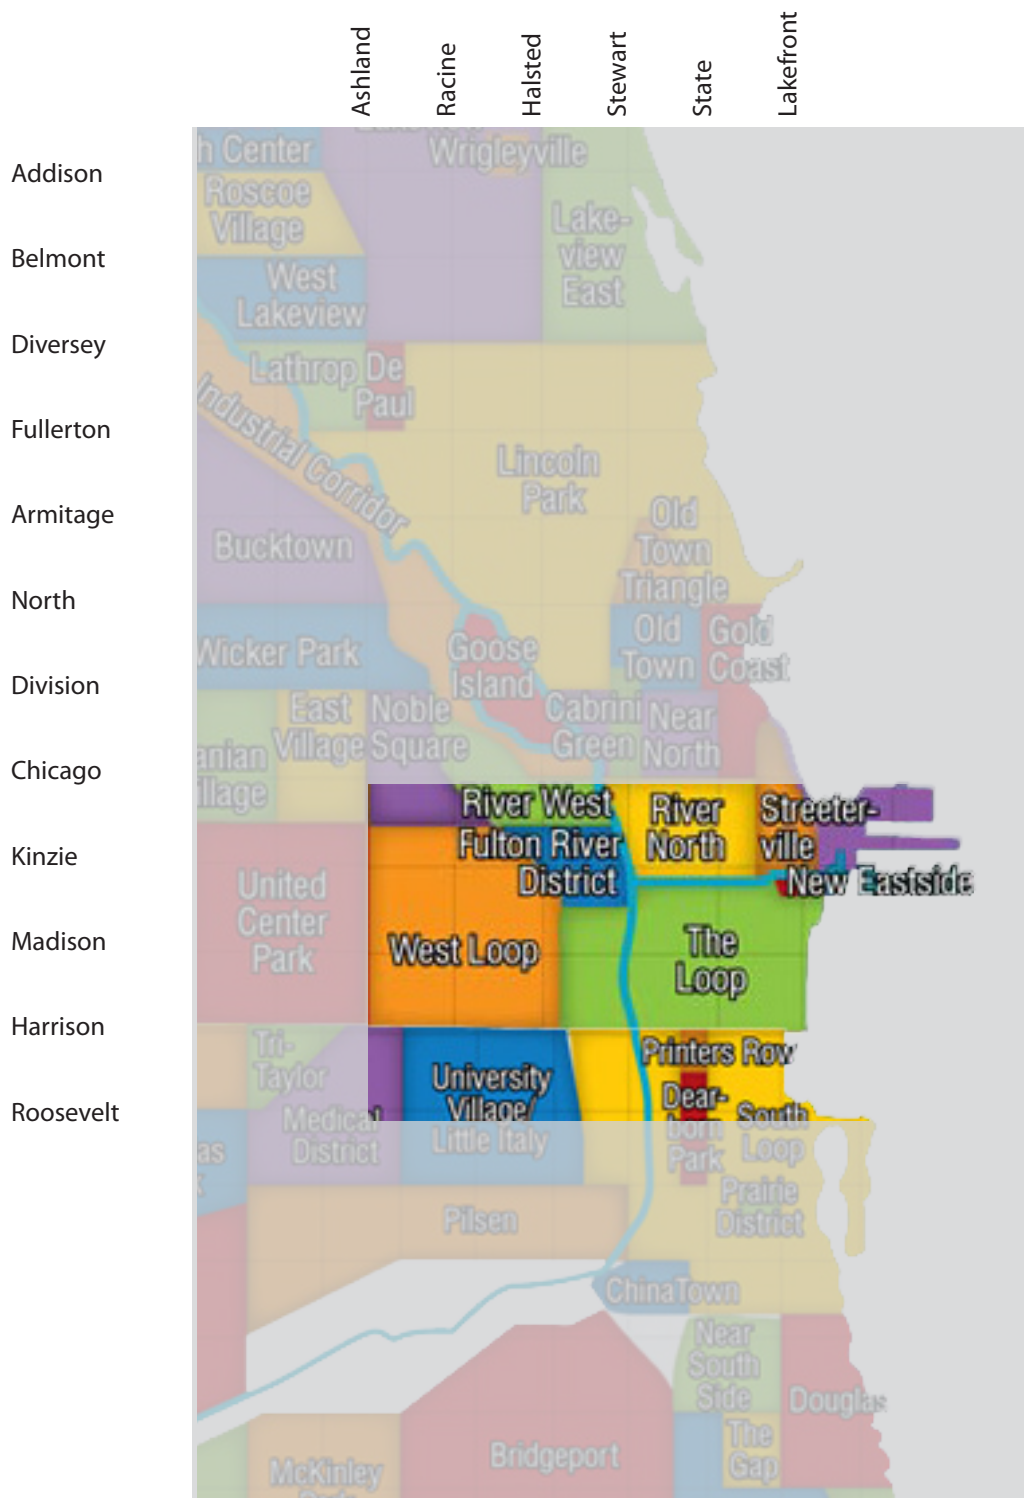 Ashland
Racine
Halsted
Stewart
State
Lakefront
Addison
Belmont
Diversey
Fullerton
Armitage
North
Division
Chicago
Kinzie
Madison
Harrison
Roosevelt
h Center
Wrigleyville
Roscoe
Village
Lake-
view
East
West
Lakeview
Lathrop
De
Paul
Industrial Corridor
Lincoln
Park
Bucktown
Old
Town
Triangle
Wicker Park
Goose
Island
Old
Town
Gold
Coast
East
Village
Noble
Square
Cabrini
Green
Near
North
anian
illage
River West
River
North
Streeter-
ville
Fulton River
District
New Eastside
United
Center
Park
West Loop
The
Loop
Tri-
Taylor
Printers Row
University
Village/
Little Italy
Dear-
born
Park
South
Loop
Medical
District
as
Prairie
District
Pilsen
ChinaTown
Near
South
Side
Douglas
The
Gap
Bridgeport
McKinley